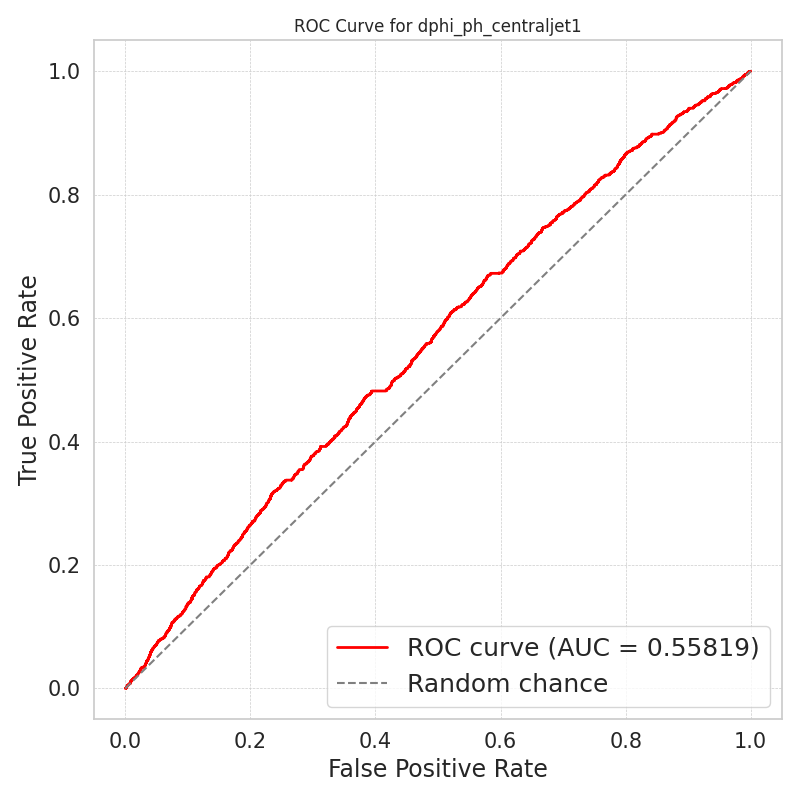 ROC Curve for dphi_ph_centraljet1
1.0
0.8
0.6
0.4
0.2
0.0
True Positive Rate
ROC curve (AUC = 0.55819)
Random chance
0.0 0.2 0.4 0.6 0.8 1.0
False Positive Rate